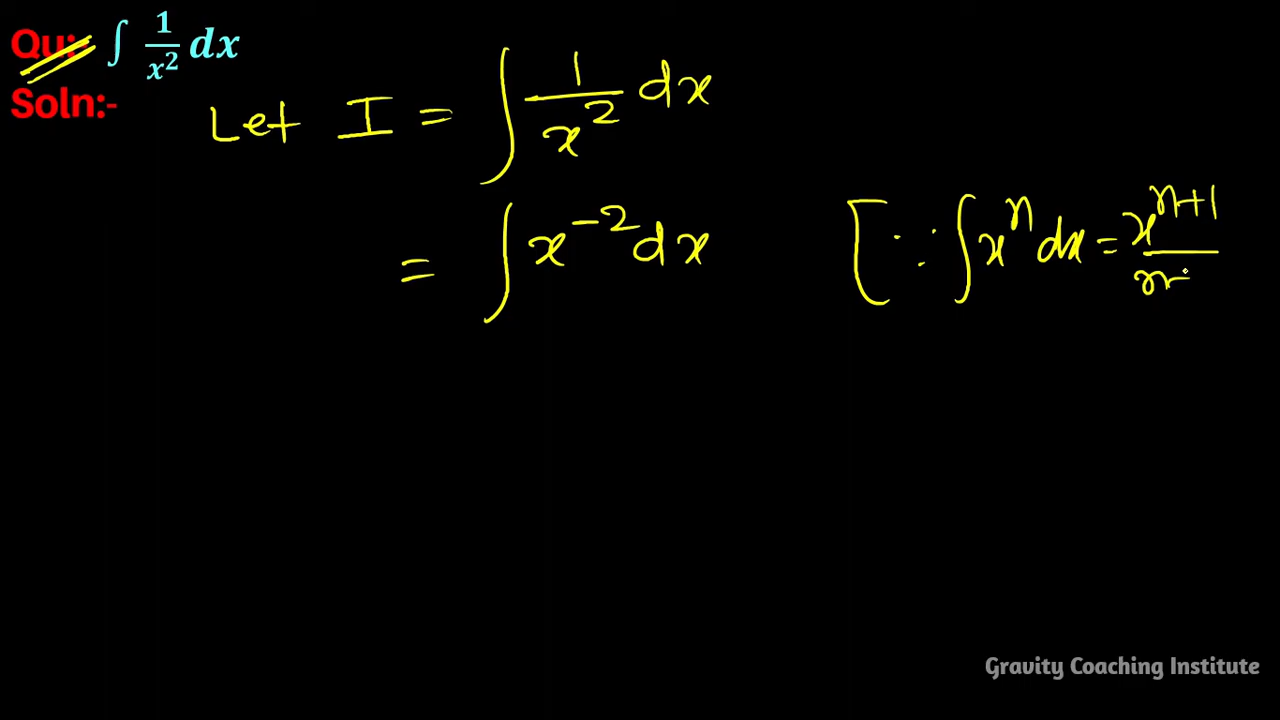 Qu:- ∫ 1/x² dx
Soln:-
Let I = ∫ 1/x² dx
= ∫ x⁻² dx [∵ ∫ xⁿ dx = xⁿ⁺¹/n+
Gravity Coaching Institute